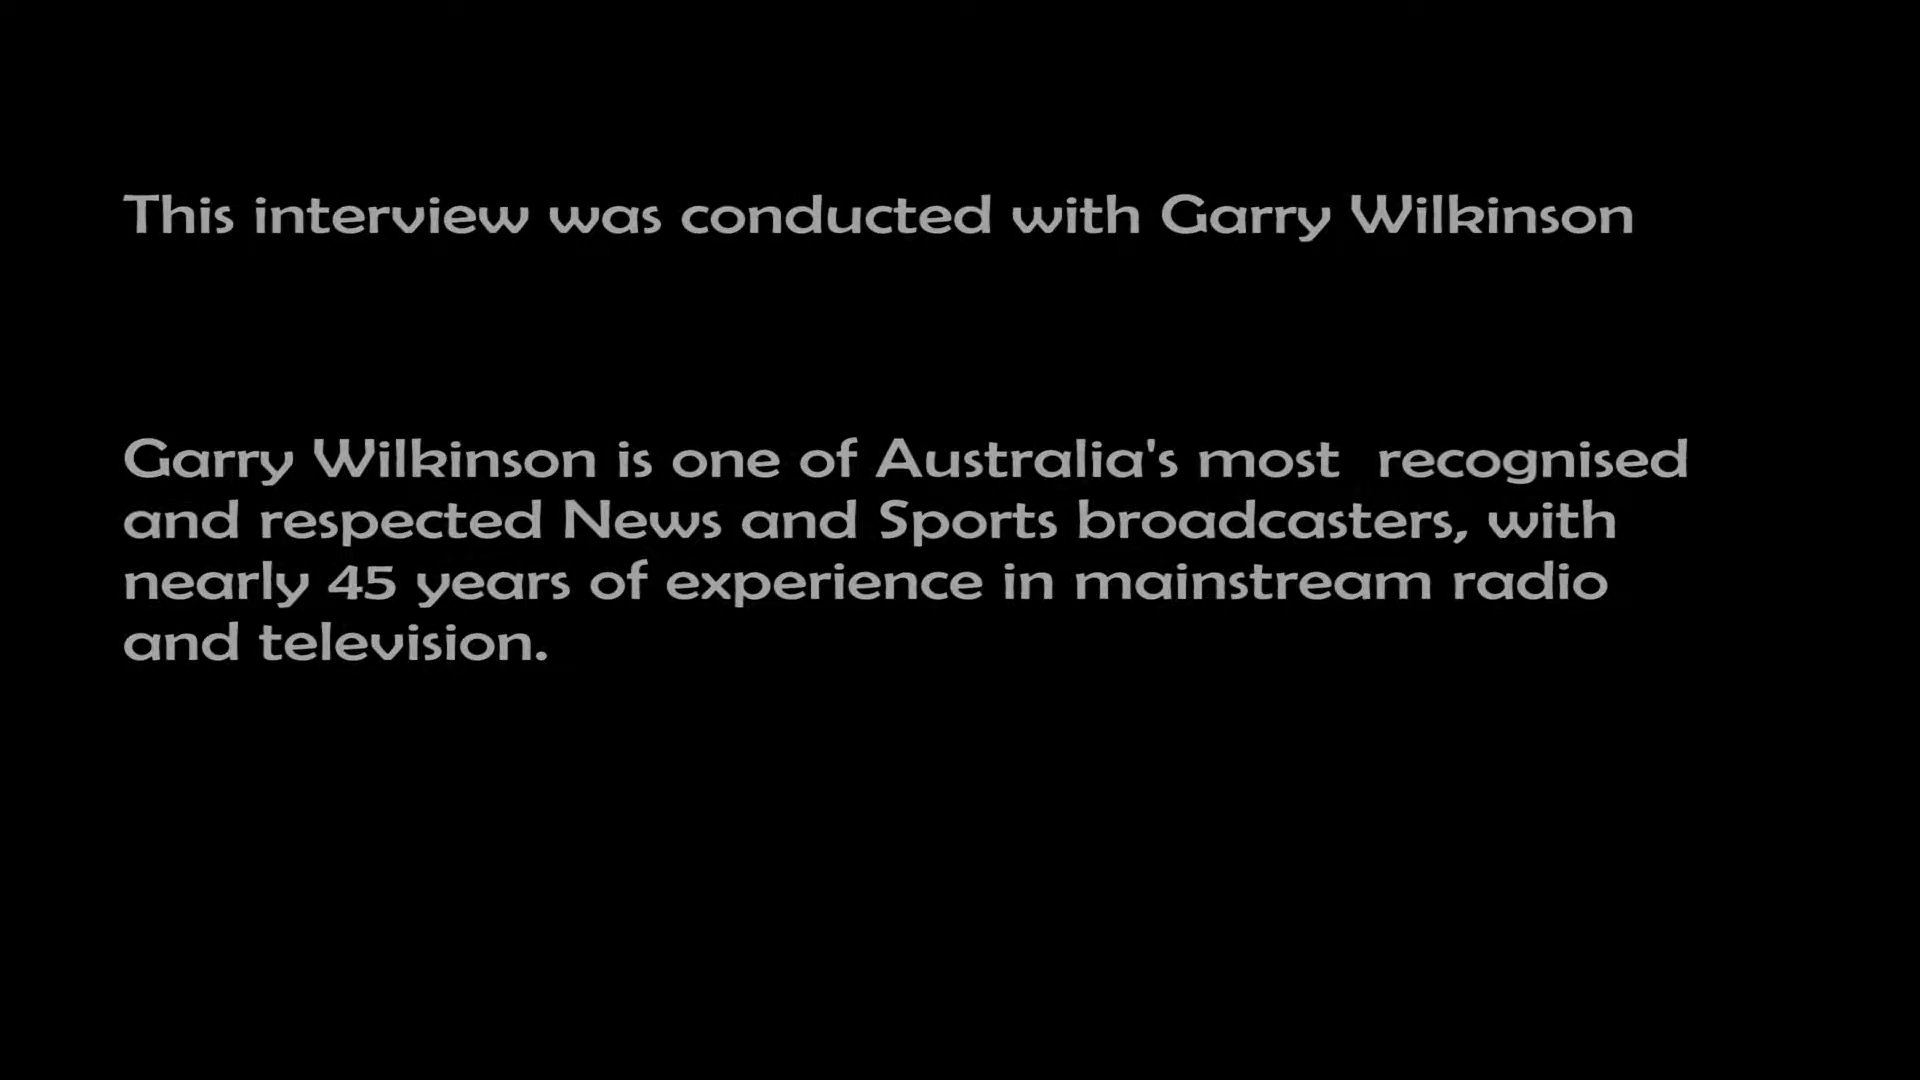 This interview was conducted with Garry Wilkinson
Garry Wilkinson is one of Australia's most  recognised
and respected News and Sports broadcasters, with
nearly 45 years of experience in mainstream radio
and television.